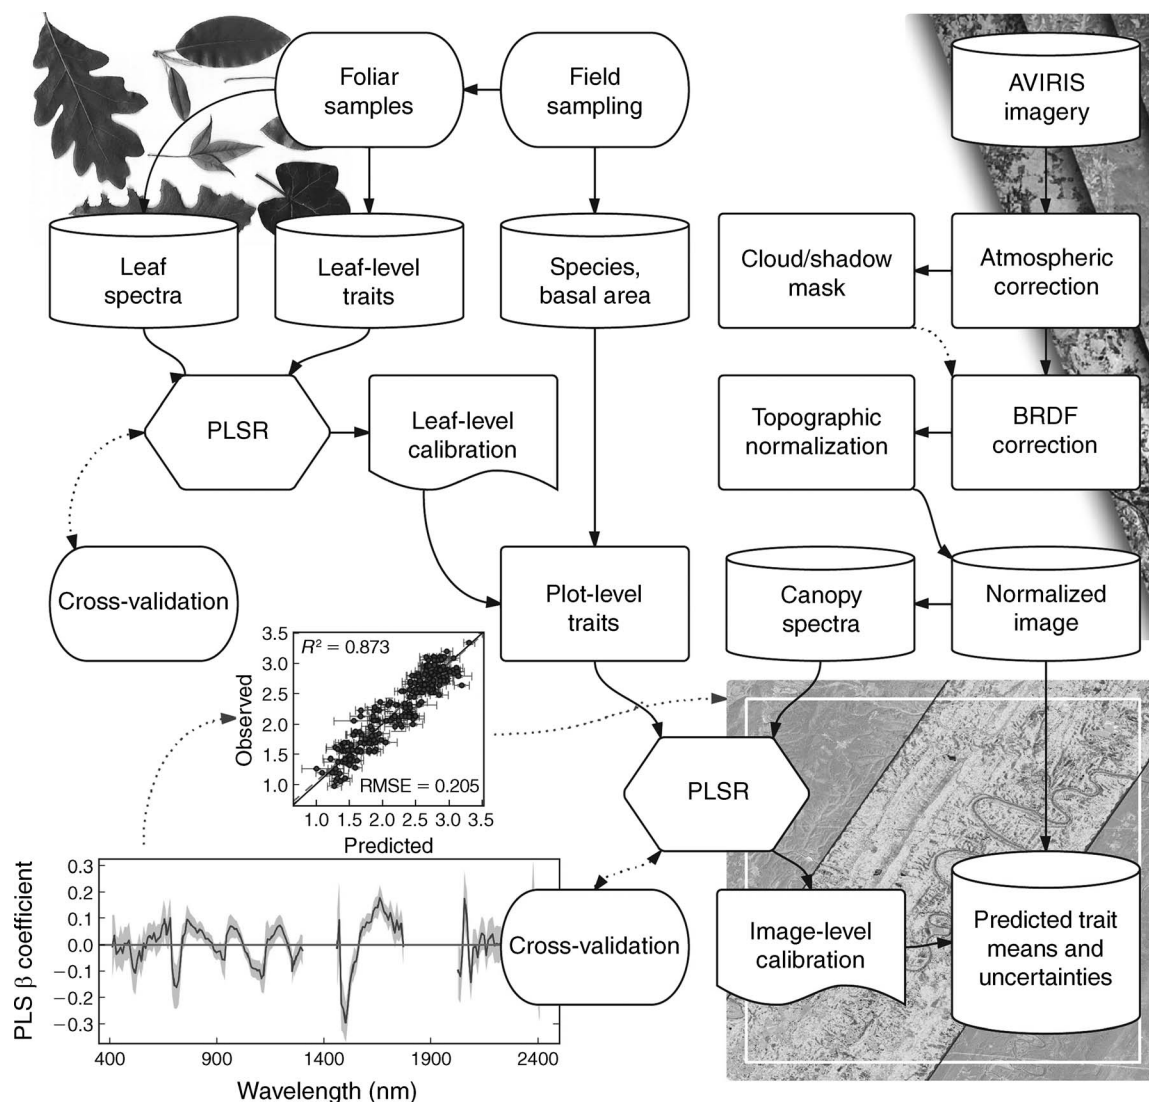 Foliar
samples
Field
sampling
AVIRIS
imagery
Leaf
spectra
Leaf-level
traits
Species,
basal area
Cloud/shadow
mask
Atmospheric
correction
PLSR
Leaf-level
calibration
Topographic
normalization
BRDF
correction
Cross-validation
Plot-level
traits
Canopy
spectra
Normalized
image
R² = 0.873
RMSE = 0.205
Observed
3.5
3.0
2.5
2.0
1.5
1.0
1.0 1.5 2.0 2.5 3.0 3.5
Predicted
PLSR
PLS β coefficient
0.3
0.2
0.1
0.0
−0.1
−0.2
−0.3
400 900 1400 1900 2400
Wavelength (nm)
Cross-validation
Image-level
calibration
Predicted trait
means and
uncertainties